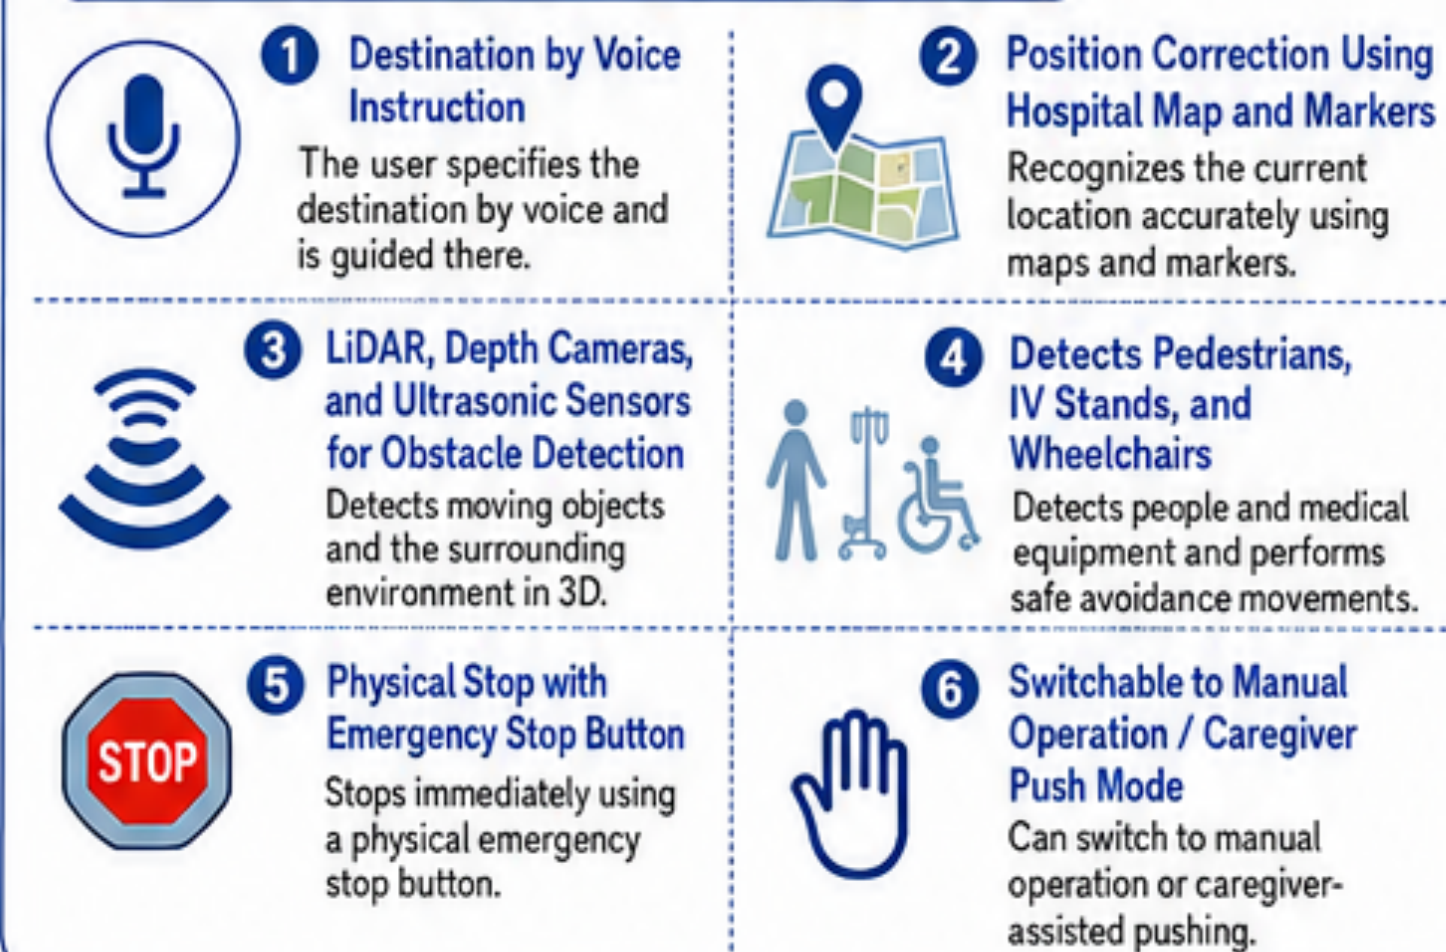 1 Destination by Voice
Instruction
The user specifies the
destination by voice and
is guided there.
2 Position Correction Using
Hospital Map and Markers
Recognizes the current
location accurately using
maps and markers.
3 LiDAR, Depth Cameras,
and Ultrasonic Sensors
for Obstacle Detection
Detects moving objects
and the surrounding
environment in 3D.
4 Detects Pedestrians,
IV Stands, and
Wheelchairs
Detects people and medical
equipment and performs
safe avoidance movements.
STOP
5 Physical Stop with
Emergency Stop Button
Stops immediately using
a physical emergency
stop button.
6 Switchable to Manual
Operation / Caregiver
Push Mode
Can switch to manual
operation or caregiver-
assisted pushing.